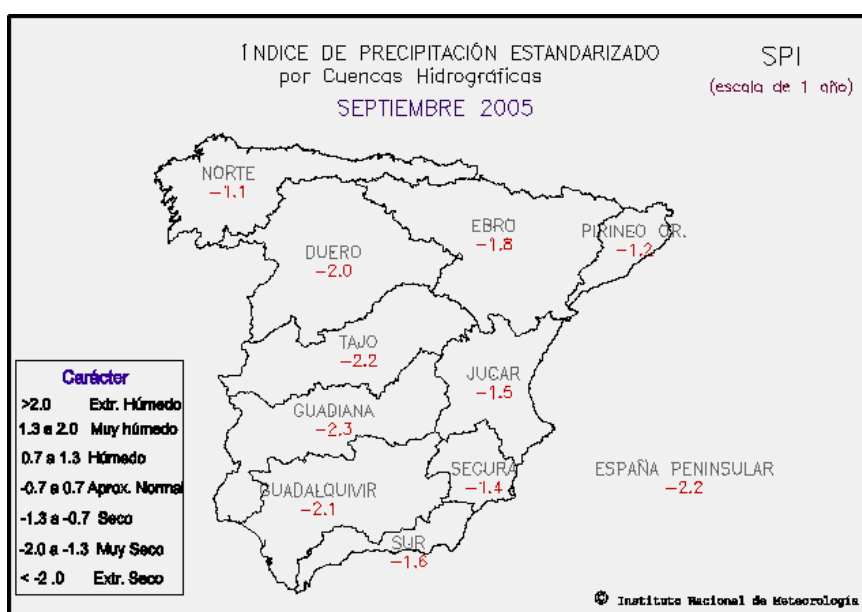 ÍNDICE DE PRECIPITACIÓN ESTANDARIZADO
por Cuencas Hidrográficas
SEPTIEMBRE 2005
SPI
(escala de 1 año)
NORTE
-1.1
EBRO
-1.8
PIRINEO OR.
-1.2
DUERO
-2.0
TAJO
-2.2
JUCAR
-1.5
GUADIANA
-2.3
SEGURA
-1.4
GUADALQUIVIR
-2.1
SUR
-1.6
ESPAÑA PENINSULAR
-2.2
Carácter
>2.0 Extr. Húmedo
1.3 a 2.0 Muy húmedo
0.7 a 1.3 Húmedo
-0.7 a 0.7 Aprox. Normal
-1.3 a -0.7 Seco
-2.0 a -1.3 Muy Seco
< -2.0 Extr. Seco
© Instituto Nacional de Meteorología